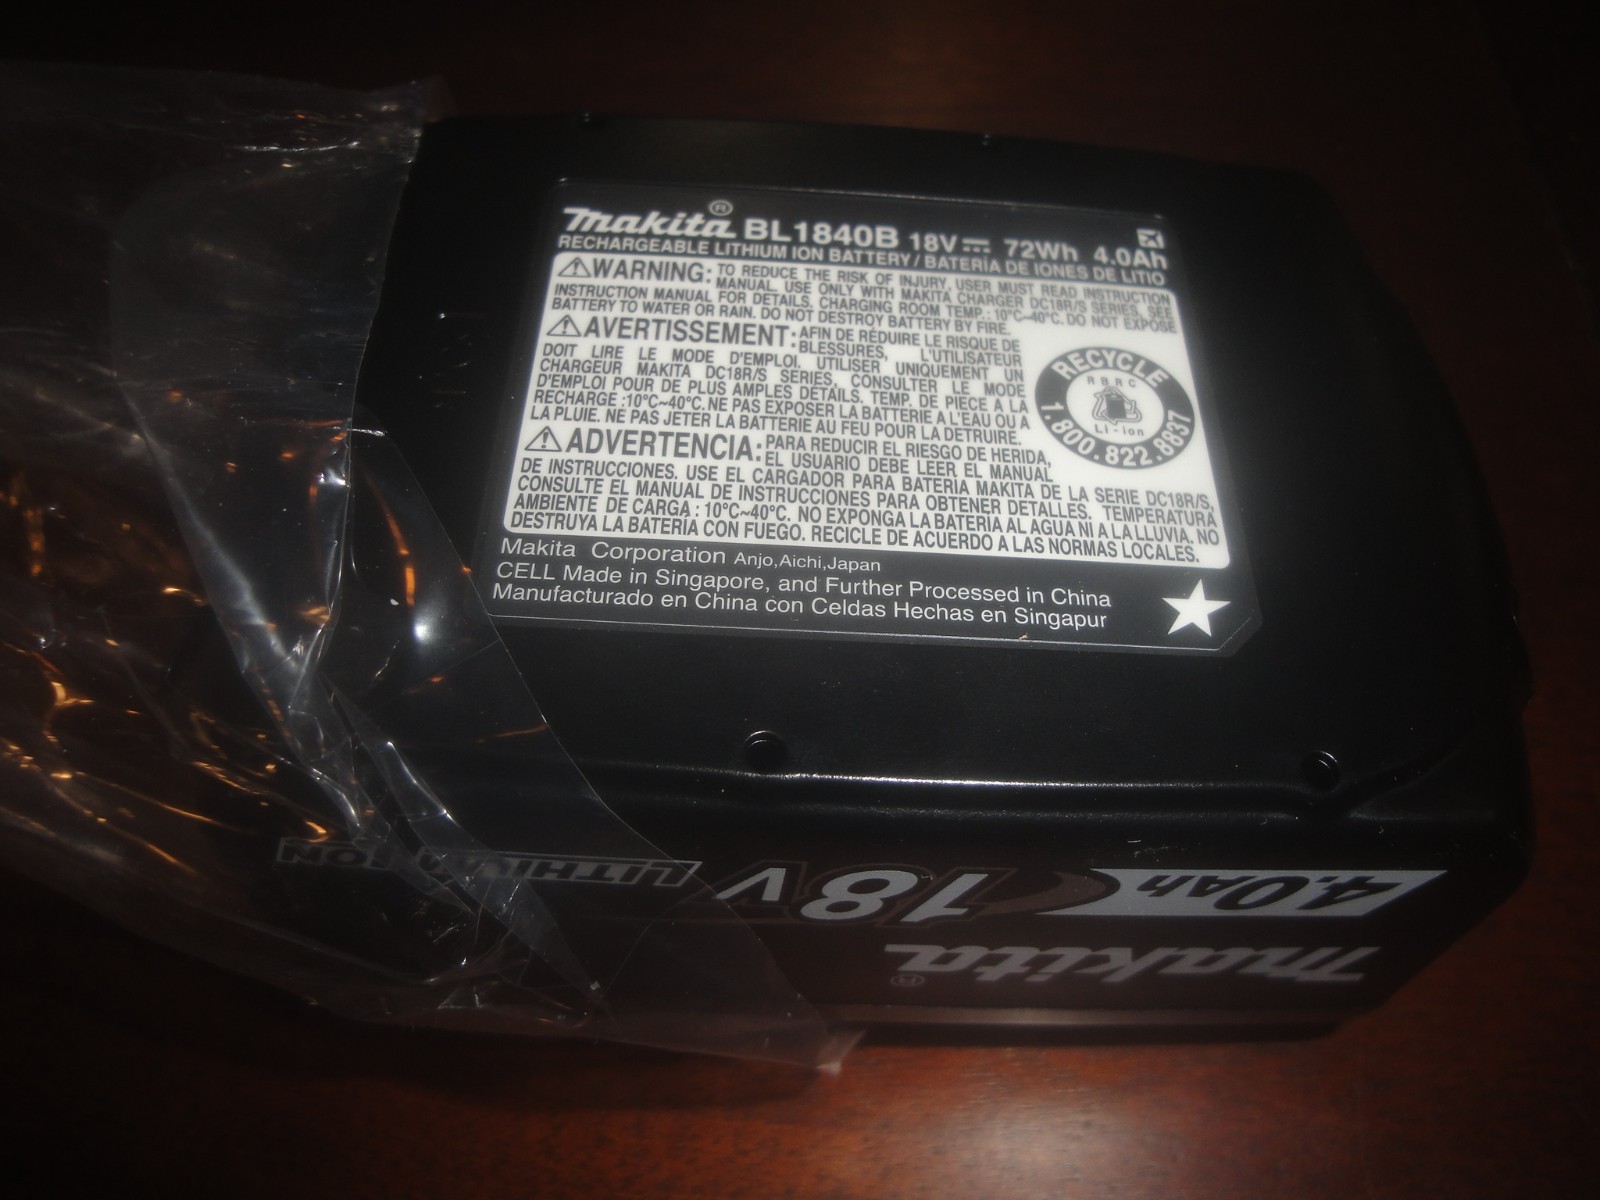 makita® BL1840B 18V 72Wh 4.0Ah
RECHARGEABLE LITHIUM ION BATTERY / BATERÍA DE IONES DE LITIO
WARNING: TO REDUCE THE RISK OF INJURY, USER MUST READ INSTRUCTION
MANUAL. USE ONLY WITH MAKITA CHARGER DC18R/S SERIES, SEE
INSTRUCTION MANUAL FOR DETAILS. CHARGING ROOM TEMP.: 10°C~40°C. DO NOT EXPOSE
BATTERY TO WATER OR RAIN. DO NOT DESTROY BATTERY BY FIRE.
AVERTISSEMENT: AFIN DE RÉDUIRE LE RISQUE DE
BLESSURES, L'UTILISATEUR
DOIT LIRE LE MODE D'EMPLOI. UTILISER UNIQUEMENT UN
CHARGEUR MAKITA DC18R/S SERIES, CONSULTER LE MODE
D'EMPLOI POUR DE PLUS AMPLES DÉTAILS. TEMP. DE PIECE A LA
RECHARGE :10°C~40°C. NE PAS EXPOSER LA BATTERIE A L'EAU OU A
LA PLUIE. NE PAS JETER LA BATTERIE AU FEU POUR LA DETRUIRE.
RECYCLE
RBRC
Li-ion
1.800.822.8837
ADVERTENCIA: PARA REDUCIR EL RIESGO DE HERIDA,
EL USUARIO DEBE LEER EL MANUAL
DE INSTRUCCIONES. USE EL CARGADOR PARA BATERIA MAKITA DE LA SERIE DC18R/S,
CONSULTE EL MANUAL DE INSTRUCCIONES PARA OBTENER DETALLES. TEMPERATURA
AMBIENTE DE CARGA : 10°C~40°C. NO EXPONGA LA BATERIA AL AGUA NI A LA LLUVIA. NO
DESTRUYA LA BATERÍA CON FUEGO. RECICLE DE ACUERDO A LAS NORMAS LOCALES.
Makita Corporation Anjo,Aichi,Japan
CELL Made in Singapore, and Further Processed in China
Manufacturado en China con Celdas Hechas en Singapur
makita®
4.0Ah 18V LITHIUM-ION